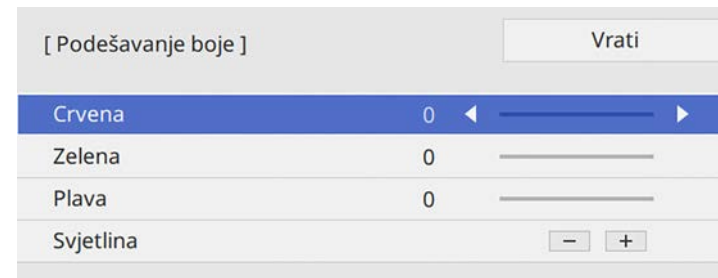 [ Podešavanje boje ] Vrati
Crvena 0
Zelena 0
Plava 0
Svjetlina − +